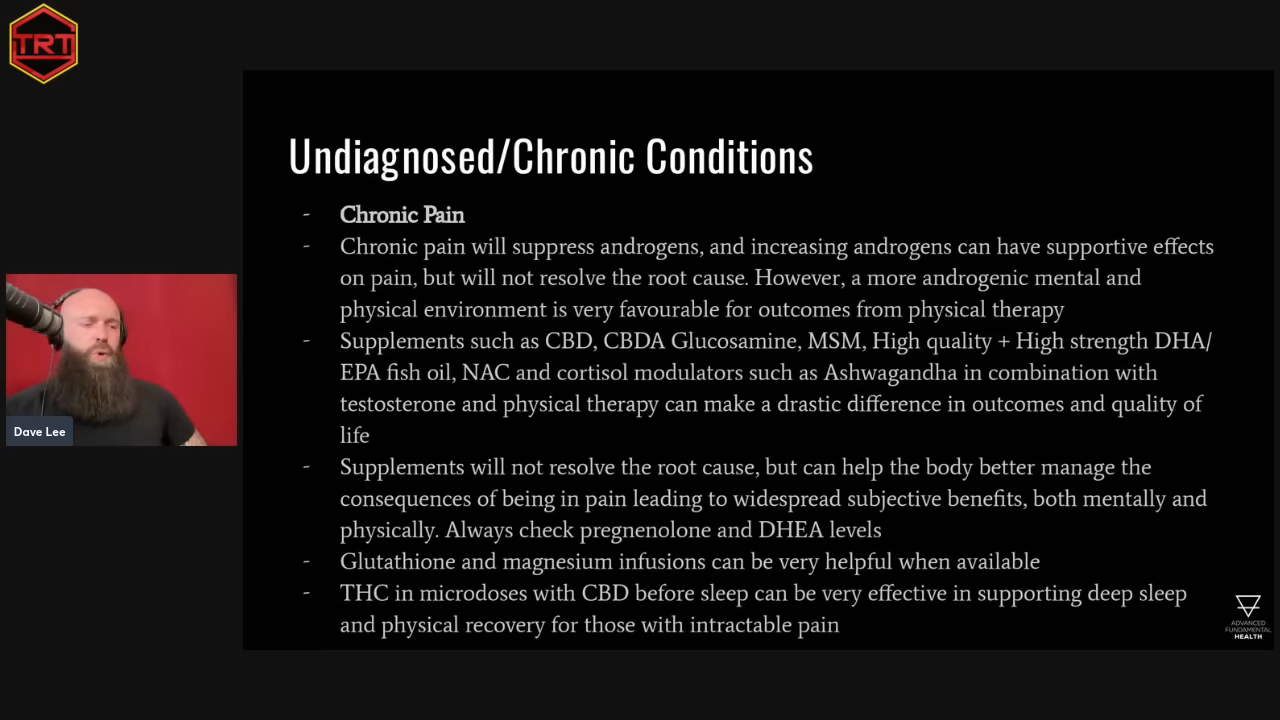 TRT
Undiagnosed/Chronic Conditions
- Chronic Pain
- Chronic pain will suppress androgens, and increasing androgens can have supportive effects
on pain, but will not resolve the root cause. However, a more androgenic mental and
physical environment is very favourable for outcomes from physical therapy
- Supplements such as CBD, CBDA Glucosamine, MSM, High quality + High strength DHA/
EPA fish oil, NAC and cortisol modulators such as Ashwagandha in combination with
testosterone and physical therapy can make a drastic difference in outcomes and quality of
life
- Supplements will not resolve the root cause, but can help the body better manage the
consequences of being in pain leading to widespread subjective benefits, both mentally and
physically. Always check pregnenolone and DHEA levels
- Glutathione and magnesium infusions can be very helpful when available
- THC in microdoses with CBD before sleep can be very effective in supporting deep sleep
and physical recovery for those with intractable pain
Dave Lee
ADVANCED
FUNDAMENTAL
HEALTH